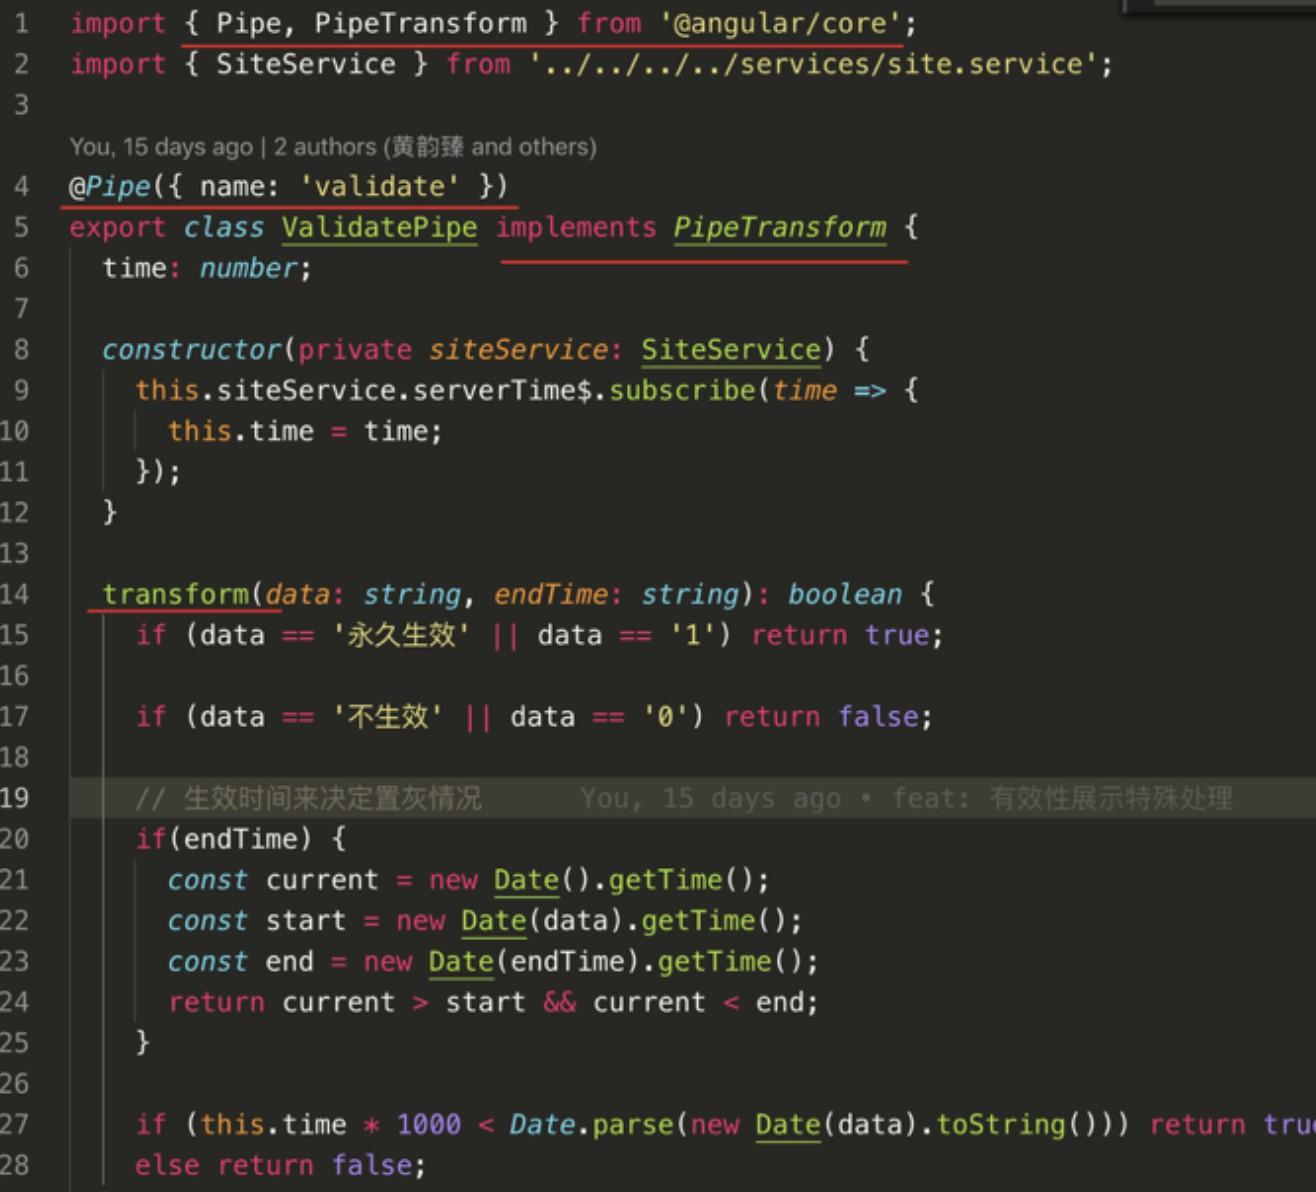 1 import { Pipe, PipeTransform } from '@angular/core';
2 import { SiteService } from '../../../../services/site.service';
3
You, 15 days ago | 2 authors (黄韵臻 and others)
4 @Pipe({ name: 'validate' })
5 export class ValidatePipe implements PipeTransform {
6 time: number;
7
8 constructor(private siteService: SiteService) {
9 this.siteService.serverTime$.subscribe(time => {
10 this.time = time;
11 });
12 }
13
14 transform(data: string, endTime: string): boolean {
15 if (data == '永久生效' || data == '1') return true;
16
17 if (data == '不生效' || data == '0') return false;
18
19 // 生效时间来决定置灰情况 You, 15 days ago • feat: 有效性展示特殊处理
20 if(endTime) {
21 const current = new Date().getTime();
22 const start = new Date(data).getTime();
23 const end = new Date(endTime).getTime();
24 return current > start && current < end;
25 }
26
27 if (this.time * 1000 < Date.parse(new Date(data).toString())) return true
28 else return false;